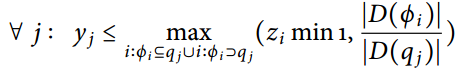 ∀ j: y_j ≤ max_{i:ϕ_i⊆q_j∪i:ϕ_i⊃q_j} (z_i min 1, |D(ϕ_i)| / |D(q_j)|)